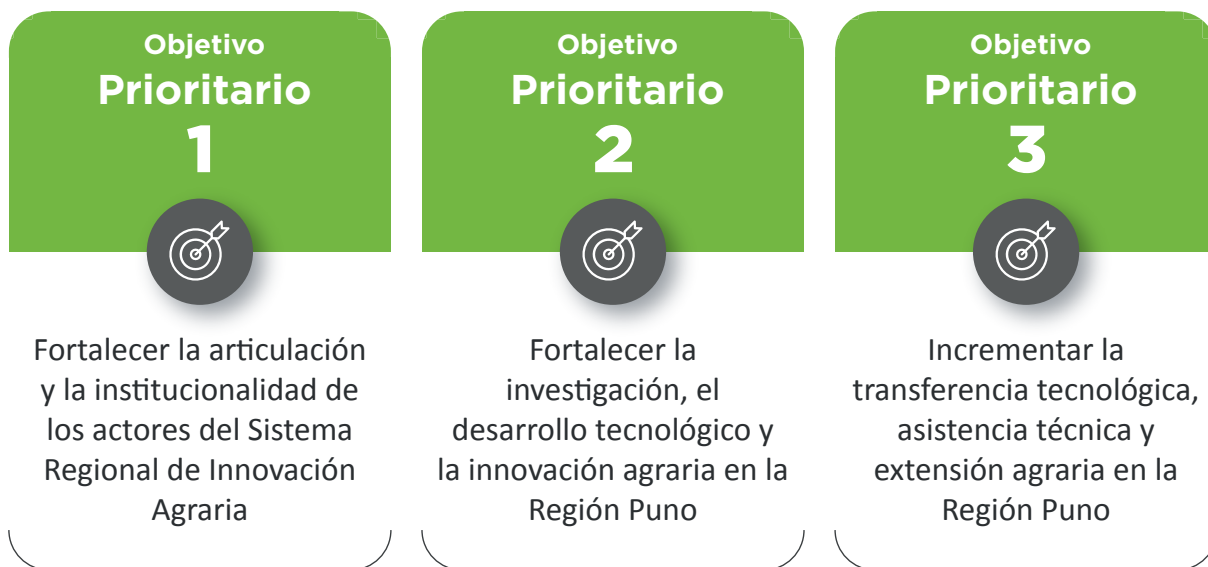 Objetivo
Prioritario
1
Fortalecer la articulación
y la institucionalidad de
los actores del Sistema
Regional de Innovación
Agraria
Objetivo
Prioritario
2
Fortalecer la
investigación, el
desarrollo tecnológico y
la innovación agraria en la
Región Puno
Objetivo
Prioritario
3
Incrementar la
transferencia tecnológica,
asistencia técnica y
extensión agraria en la
Región Puno